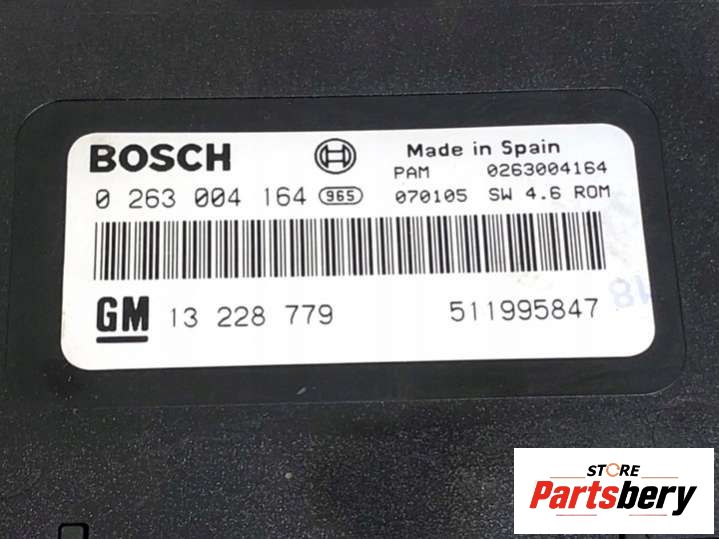 BOSCH
Made in Spain
PAM 0263004164
0 263 004 164 965
070105 SW 4.6 ROM
GM 13 228 779 511995847
18
STORE
Partsbery